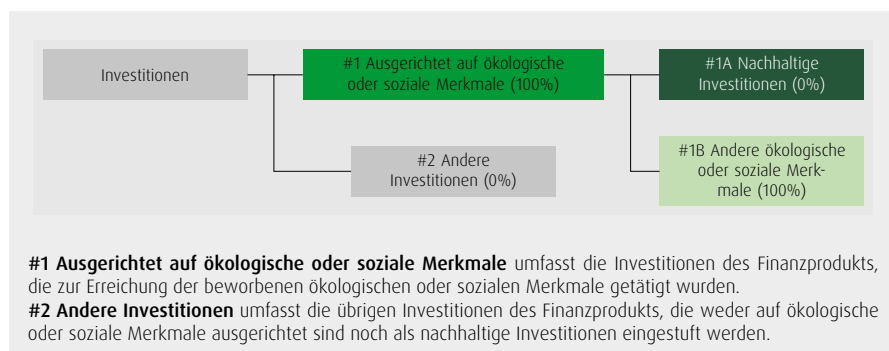 Investitionen
#1 Ausgerichtet auf ökologische
oder soziale Merkmale (100%)
#1A Nachhaltige
Investitionen (0%)
#2 Andere
Investitionen (0%)
#1B Andere ökologische
oder soziale Merk-
male (100%)
#1 Ausgerichtet auf ökologische oder soziale Merkmale umfasst die Investitionen des Finanzprodukts,
die zur Erreichung der beworbenen ökologischen oder sozialen Merkmale getätigt wurden.
#2 Andere Investitionen umfasst die übrigen Investitionen des Finanzprodukts, die weder auf ökologische
oder soziale Merkmale ausgerichtet sind noch als nachhaltige Investitionen eingestuft werden.